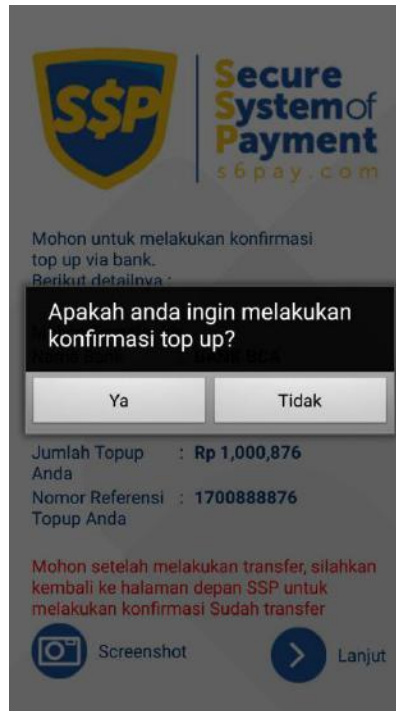 S$P
Secure
System of
Payment
s6pay.com
Mohon untuk melakukan konfirmasi
top up via bank.
Berikut detailnya :
Apakah anda ingin melakukan
konfirmasi top up?
Ya
Tidak
Jumlah Topup : Rp 1,000,876
Anda
Nomor Referensi : 1700888876
Topup Anda
Mohon setelah melakukan transfer, silahkan
kembali ke halaman depan SSP untuk
melakukan konfirmasi Sudah transfer
Screenshot
Lanjut